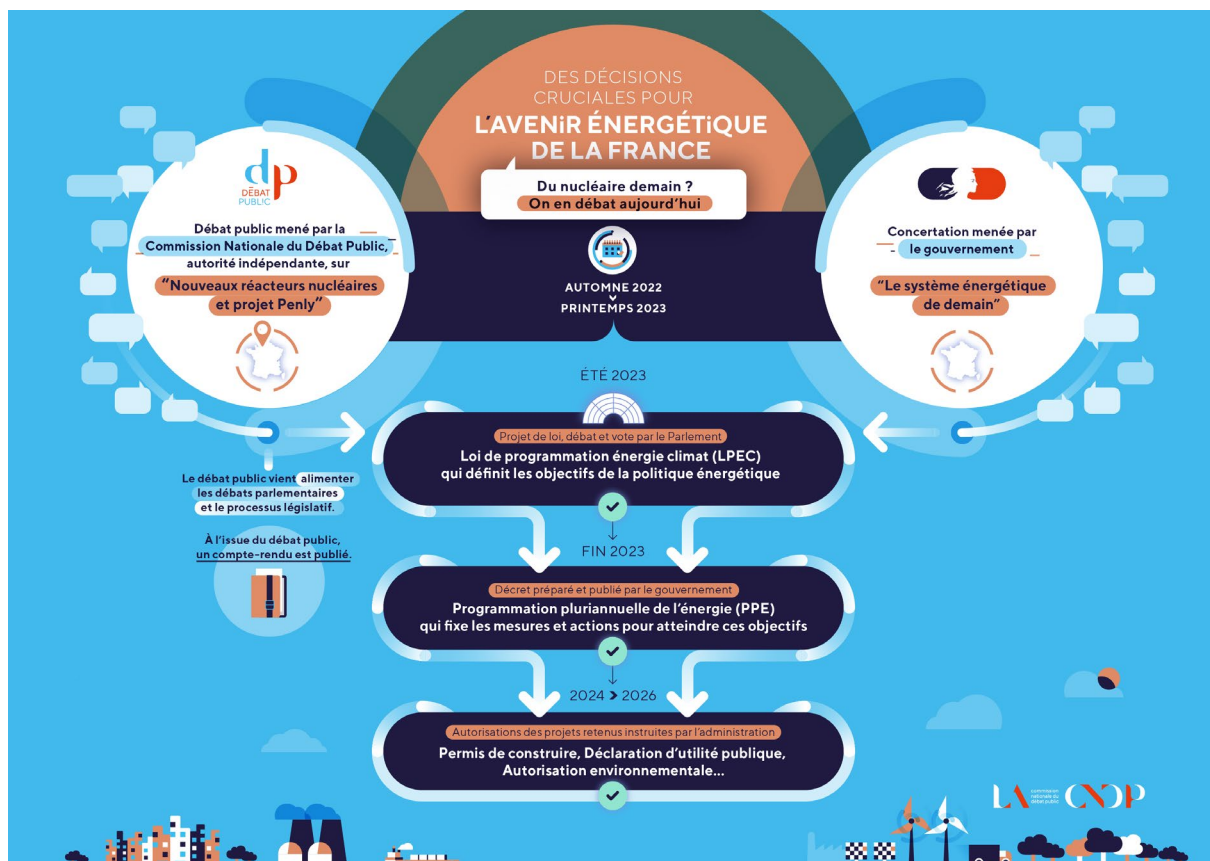 DES DÉCISIONS
CRUCIALES POUR
L'AVENiR ÉNERGÉTiQUE
DE LA FRANCE
Du nucléaire demain ?
On en débat aujourd'hui
AUTOMNE 2022
PRINTEMPS 2023
dp
DÉBAT
PUBLIC
Débat public mené par la
Commission Nationale du Débat Public,
autorité indépendante, sur
"Nouveaux réacteurs nucléaires
et projet Penly"
Concertation menée par
le gouvernement
"Le système énergétique
de demain"
ÉTÉ 2023
Projet de loi, débat et vote par le Parlement
Loi de programmation énergie climat (LPEC)
qui définit les objectifs de la politique énergétique
Le débat public vient alimenter
les débats parlementaires
et le processus législatif.
À l'issue du débat public,
un compte-rendu est publié.
FIN 2023
Décret préparé et publié par le gouvernement
Programmation pluriannuelle de l'énergie (PPE)
qui fixe les mesures et actions pour atteindre ces objectifs
2024 > 2026
Autorisations des projets retenus instruites par l'administration
Permis de construire, Déclaration d'utilité publique,
Autorisation environnementale...
LA commission nationale du débat public CNDP